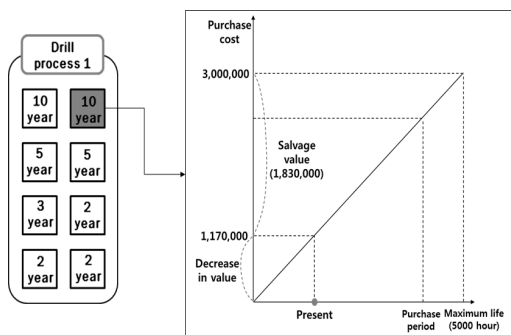 Drill
process 1
10
year
10
year
5
year
5
year
3
year
2
year
2
year
2
year
Purchase
cost
3,000,000
Salvage
value
(1,830,000)
1,170,000
Decrease
in value
Present
Purchase
period
Maximum life
(5000 hour)